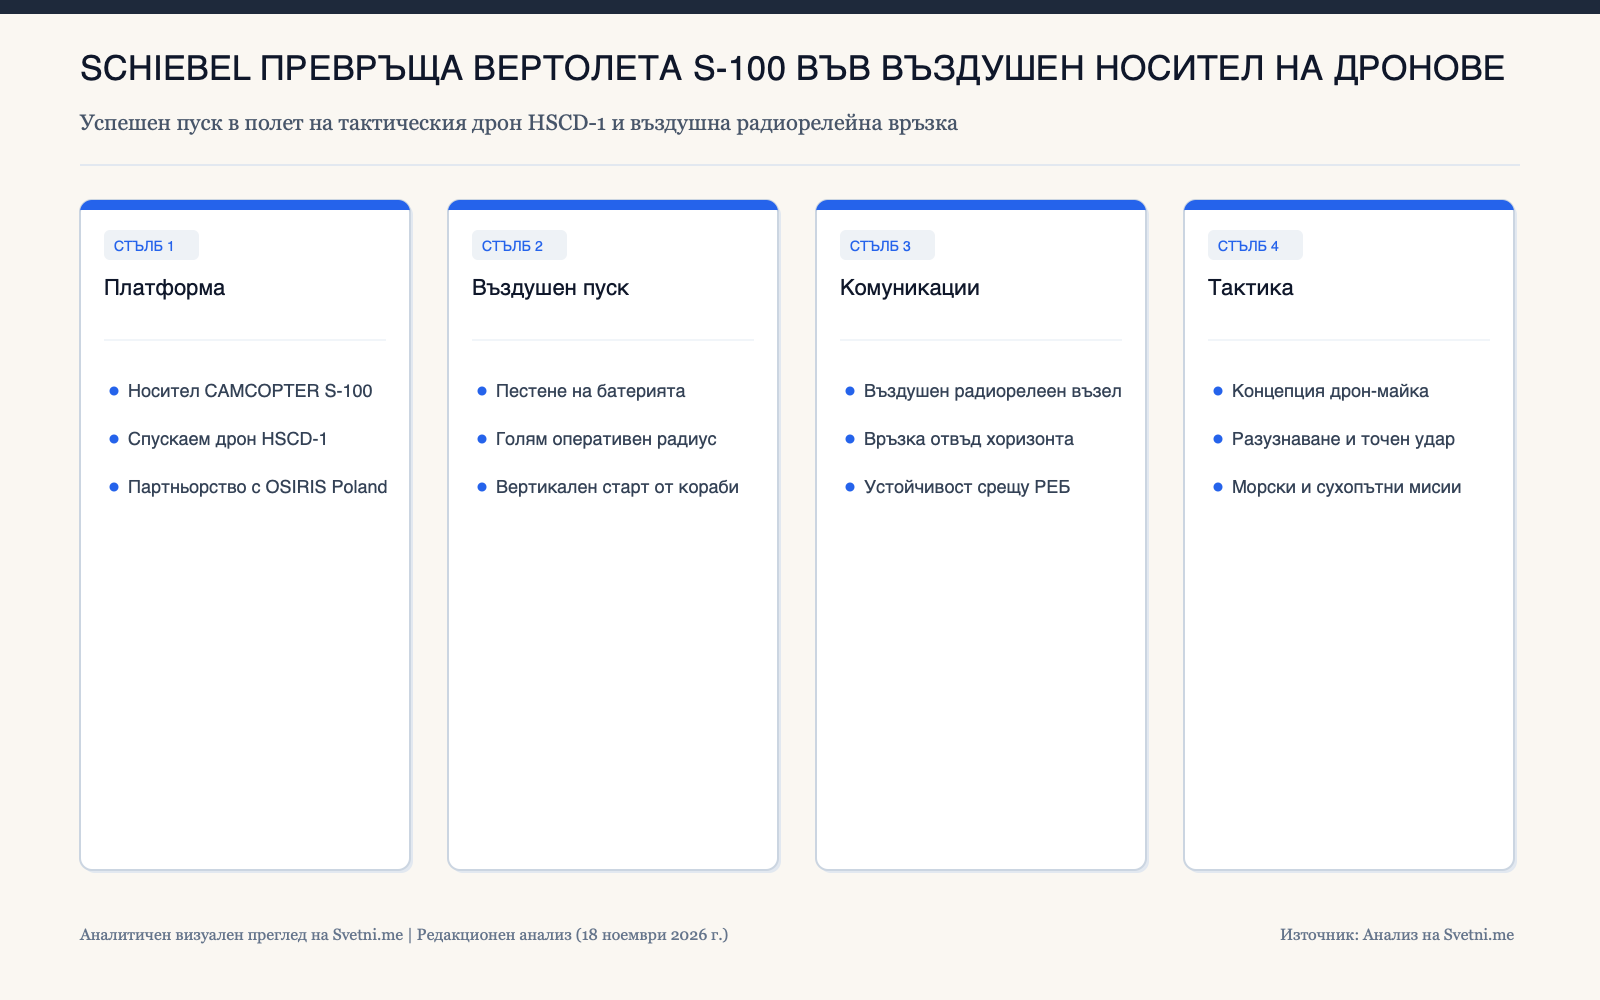 SCHIEBEL ПРЕВРЪЩА ВЕРТОЛЕТА S-100 ВЪВ ВЪЗДУШЕН НОСИТЕЛ НА ДРОНОВЕ
Успешен пуск в полет на тактическия дрон HSCD-1 и въздушна радиорелейна връзка
СТЪЛБ 1
Платформа
Носител CAMCOPTER S-100
Спускаем дрон HSCD-1
Партньорство с OSIRIS Poland
СТЪЛБ 2
Въздушен пуск
Пестене на батерията
Голям оперативен радиус
Вертикален старт от кораби
СТЪЛБ 3
Комуникации
Въздушен радиорелеен възел
Връзка отвъд хоризонта
Устойчивост срещу РЕБ
СТЪЛБ 4
Тактика
Концепция дрон-майка
Разузнаване и точен удар
Морски и сухопътни мисии
Аналитичен визуален преглед на Svetni.me | Редакционен анализ (18 ноември 2026 г.)
Източник: Анализ на Svetni.me